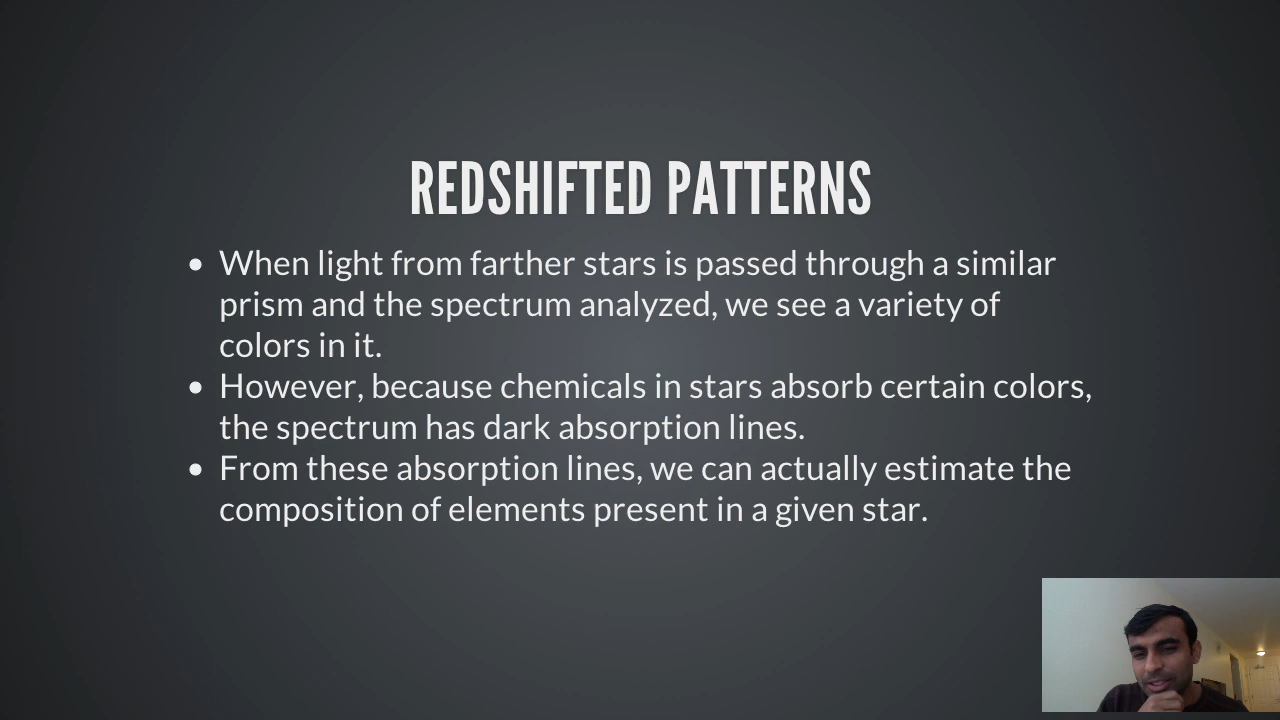 REDSHIFTED PATTERNS
When light from farther stars is passed through a similar
prism and the spectrum analyzed, we see a variety of
colors in it.
However, because chemicals in stars absorb certain colors,
the spectrum has dark absorption lines.
From these absorption lines, we can actually estimate the
composition of elements present in a given star.